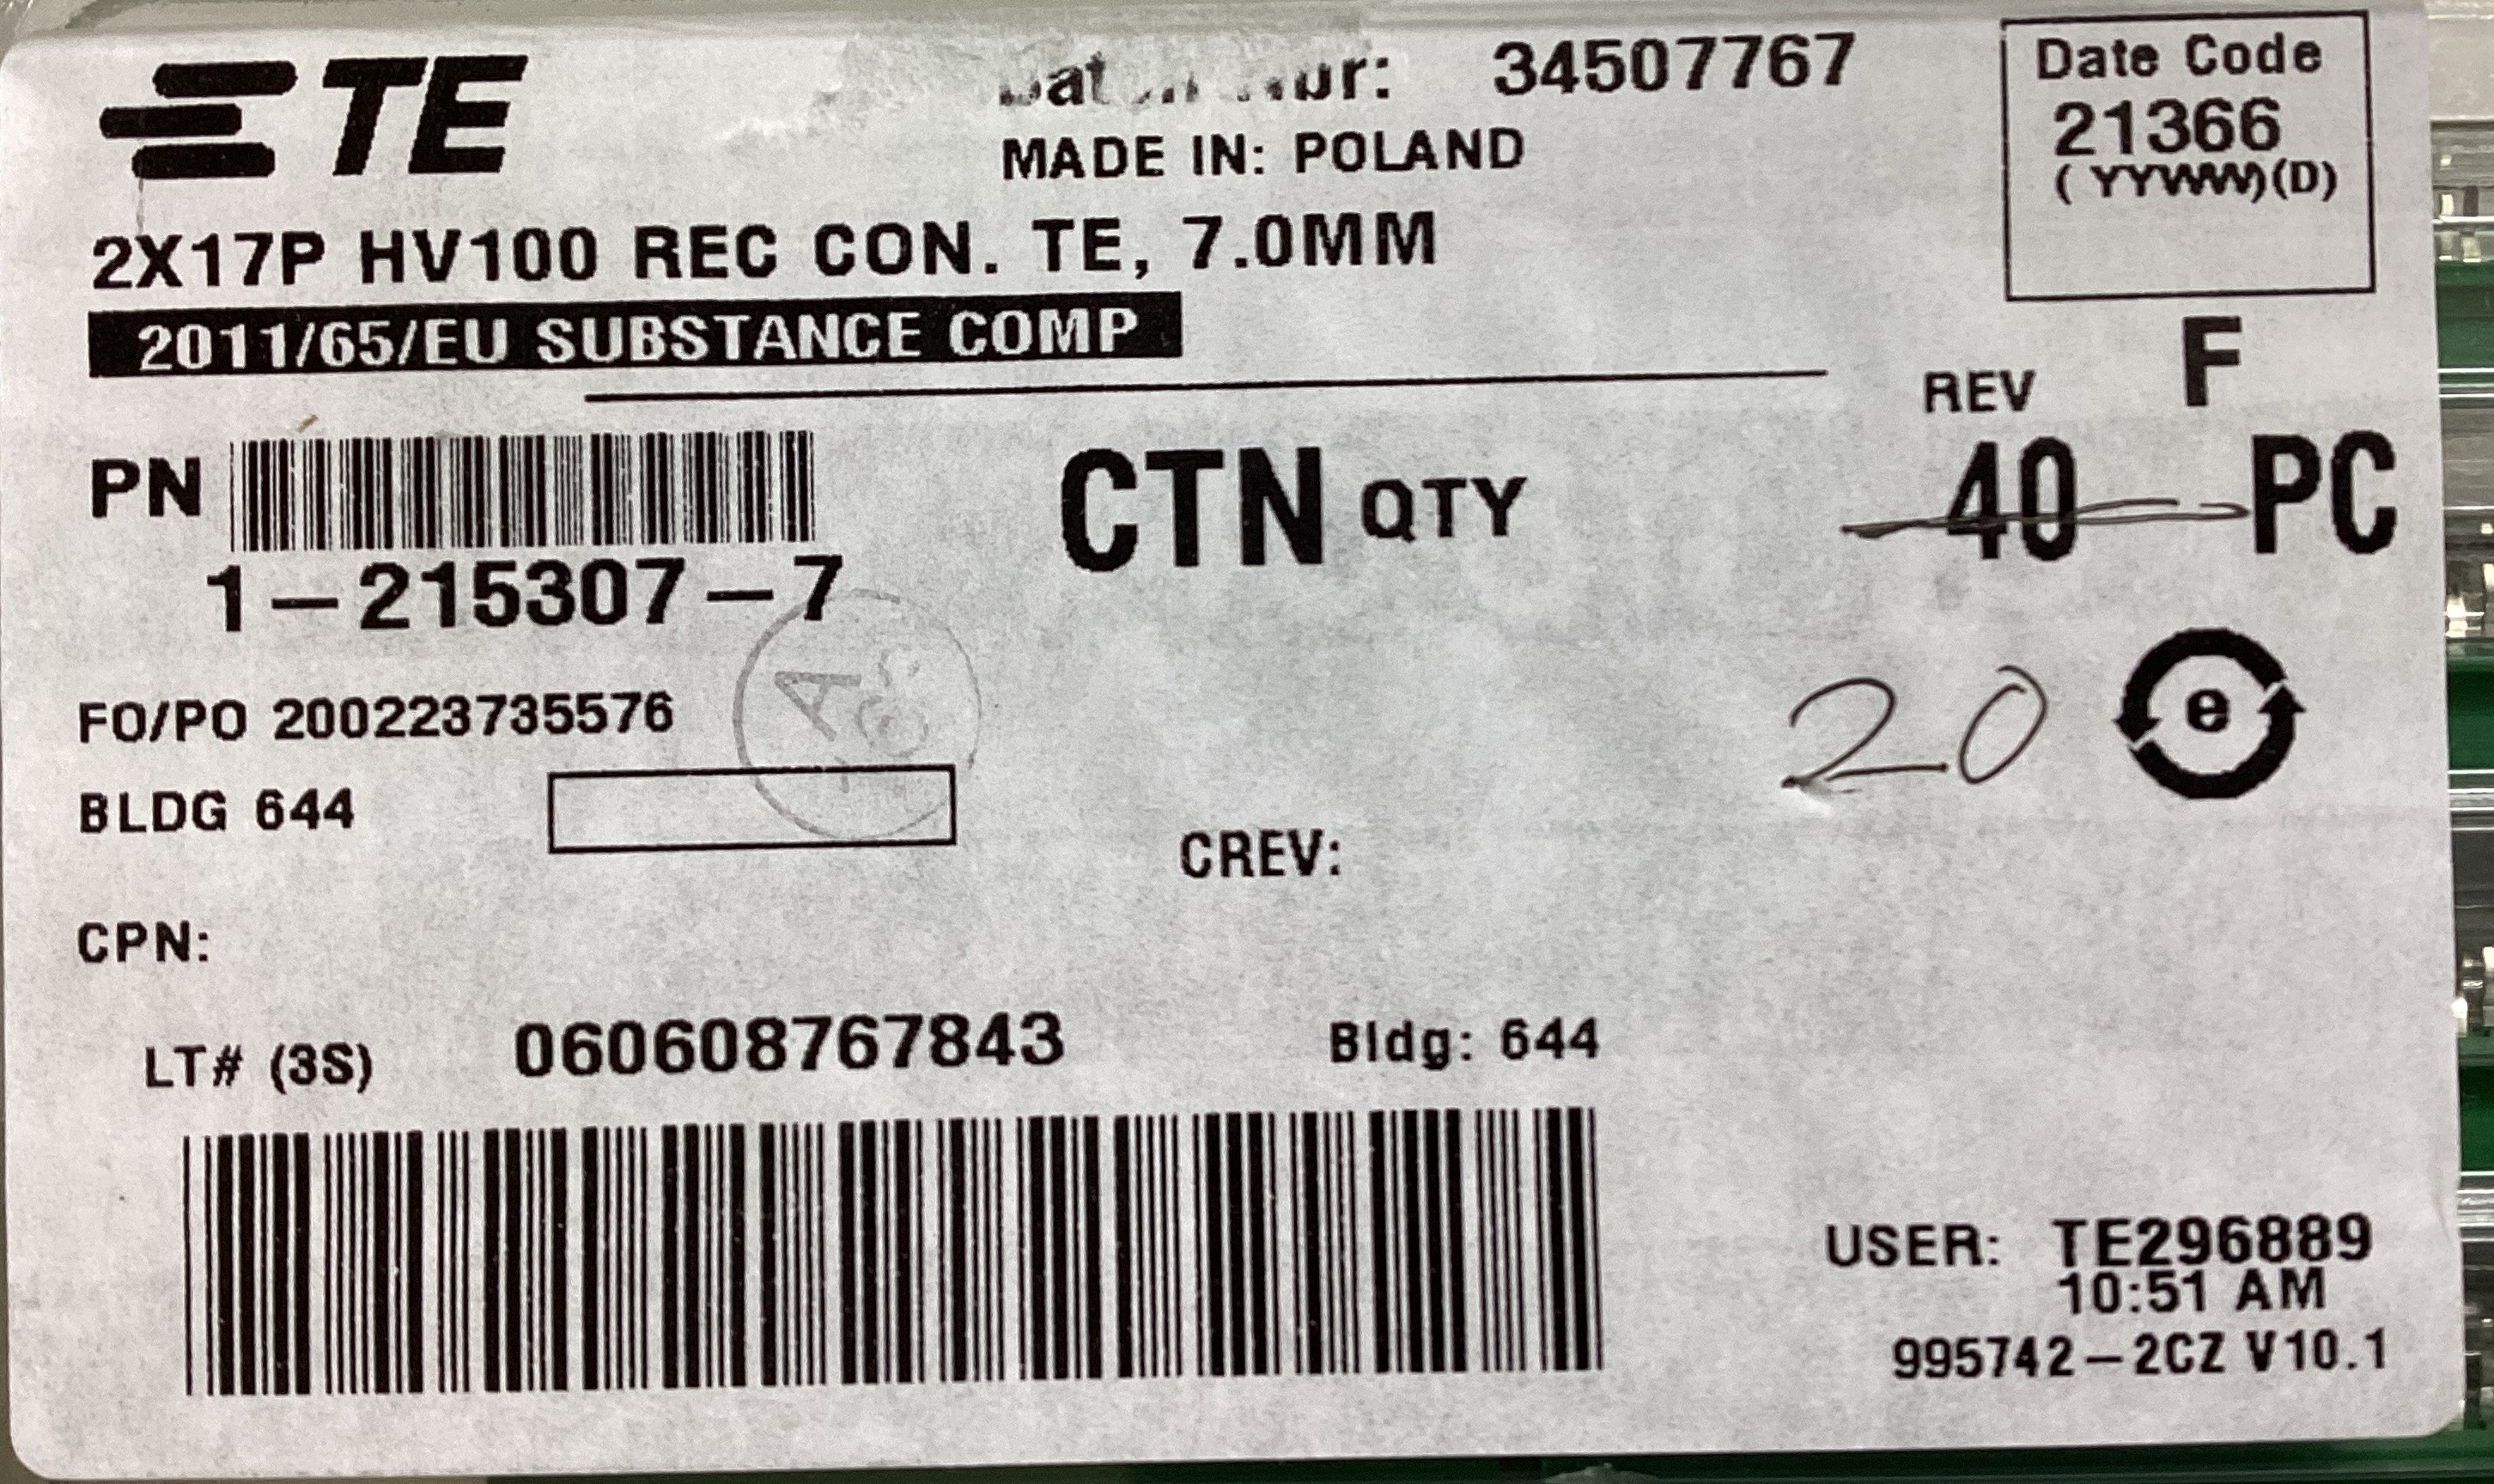 TE
34507767
MADE IN: POLAND
Date Code
21366
(YYWW)(D)
2X17P HV100 REC CON. TE, 7.0MM
2011/65/EU SUBSTANCE COMP
REV F
PN
CTN QTY 40 PC
1-215307-7
20
e
FO/PO 200223735576
BLDG 644
CREV:
CPN:
LT# (3S) 060608767843 Bldg: 644
USER: TE296889
10:51 AM
995742-2CZ V10.1